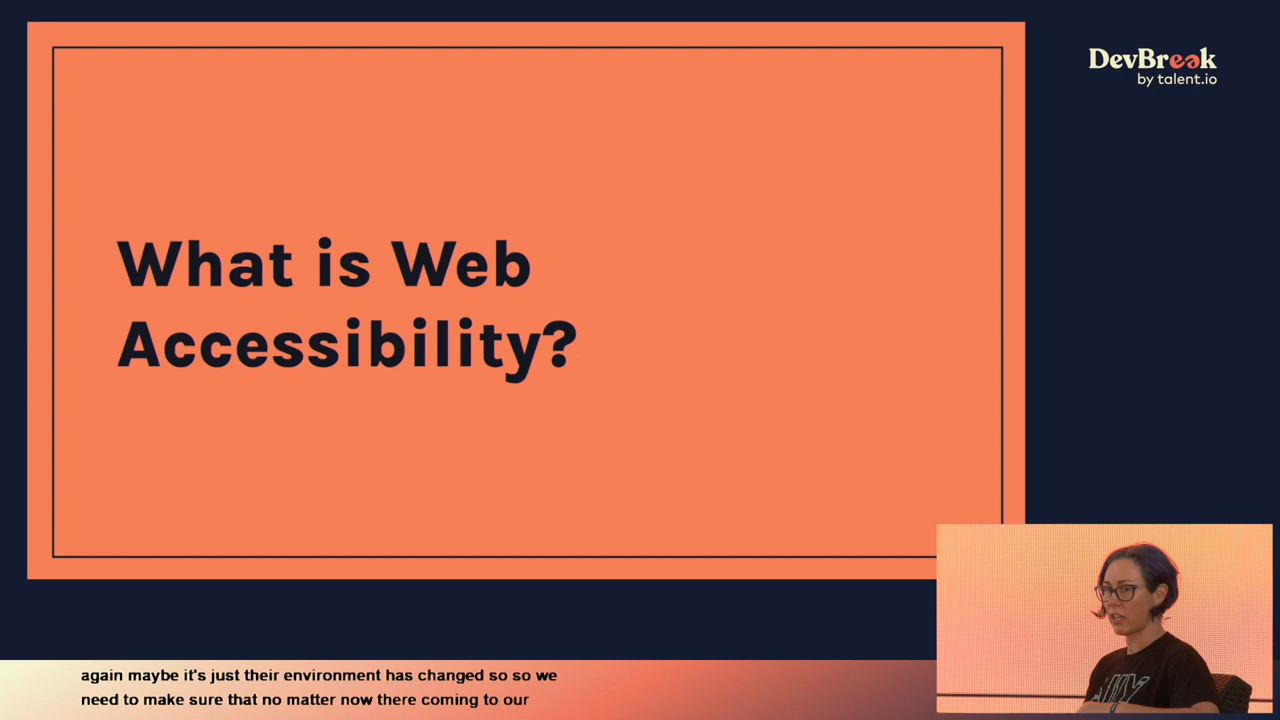 DevBreak
by talent.io
What is Web
Accessibility?
again maybe it's just their environment has changed so so we
need to make sure that no matter now there coming to our